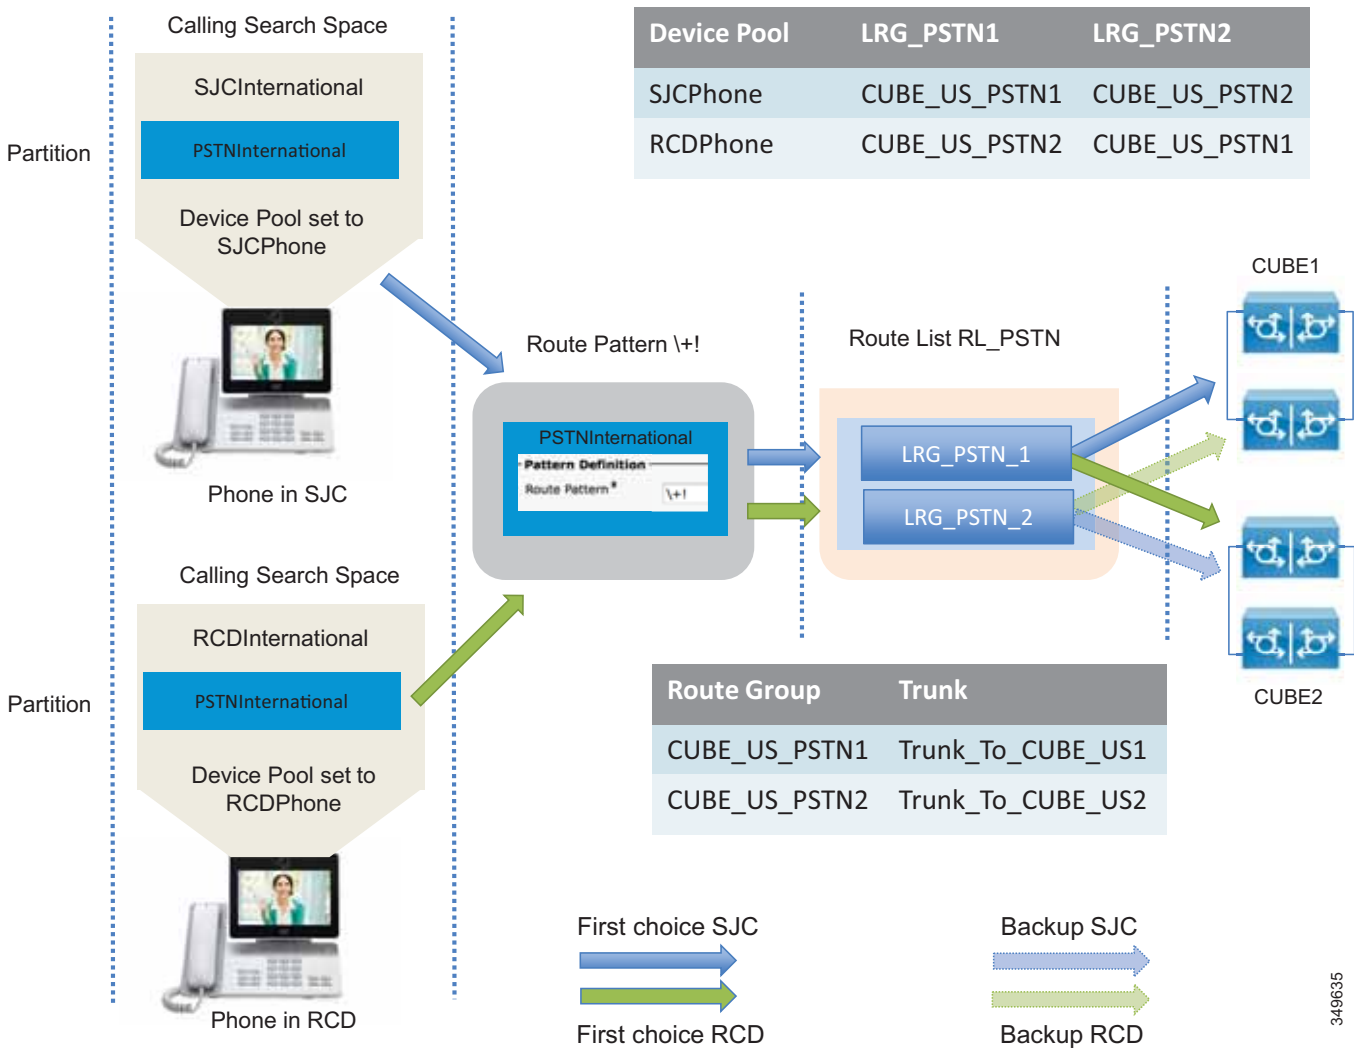 Calling Search Space
SJCInternational
Partition
PSTNInternational
Device Pool set to
SJCPhone
Phone in SJC
Calling Search Space
RCDInternational
Partition
PSTNInternational
Device Pool set to
RCDPhone
Phone in RCD
Device Pool LRG_PSTN1 LRG_PSTN2
SJCPhone CUBE_US_PSTN1 CUBE_US_PSTN2
RCDPhone CUBE_US_PSTN2 CUBE_US_PSTN1
Route Pattern \+!
PSTNInternational
Pattern Definition
Route Pattern* \+!
Route List RL_PSTN
LRG_PSTN_1
LRG_PSTN_2
CUBE1
CUBE2
Route Group Trunk
CUBE_US_PSTN1 Trunk_To_CUBE_US1
CUBE_US_PSTN2 Trunk_To_CUBE_US2
First choice SJC
First choice RCD
Backup SJC
Backup RCD
349635